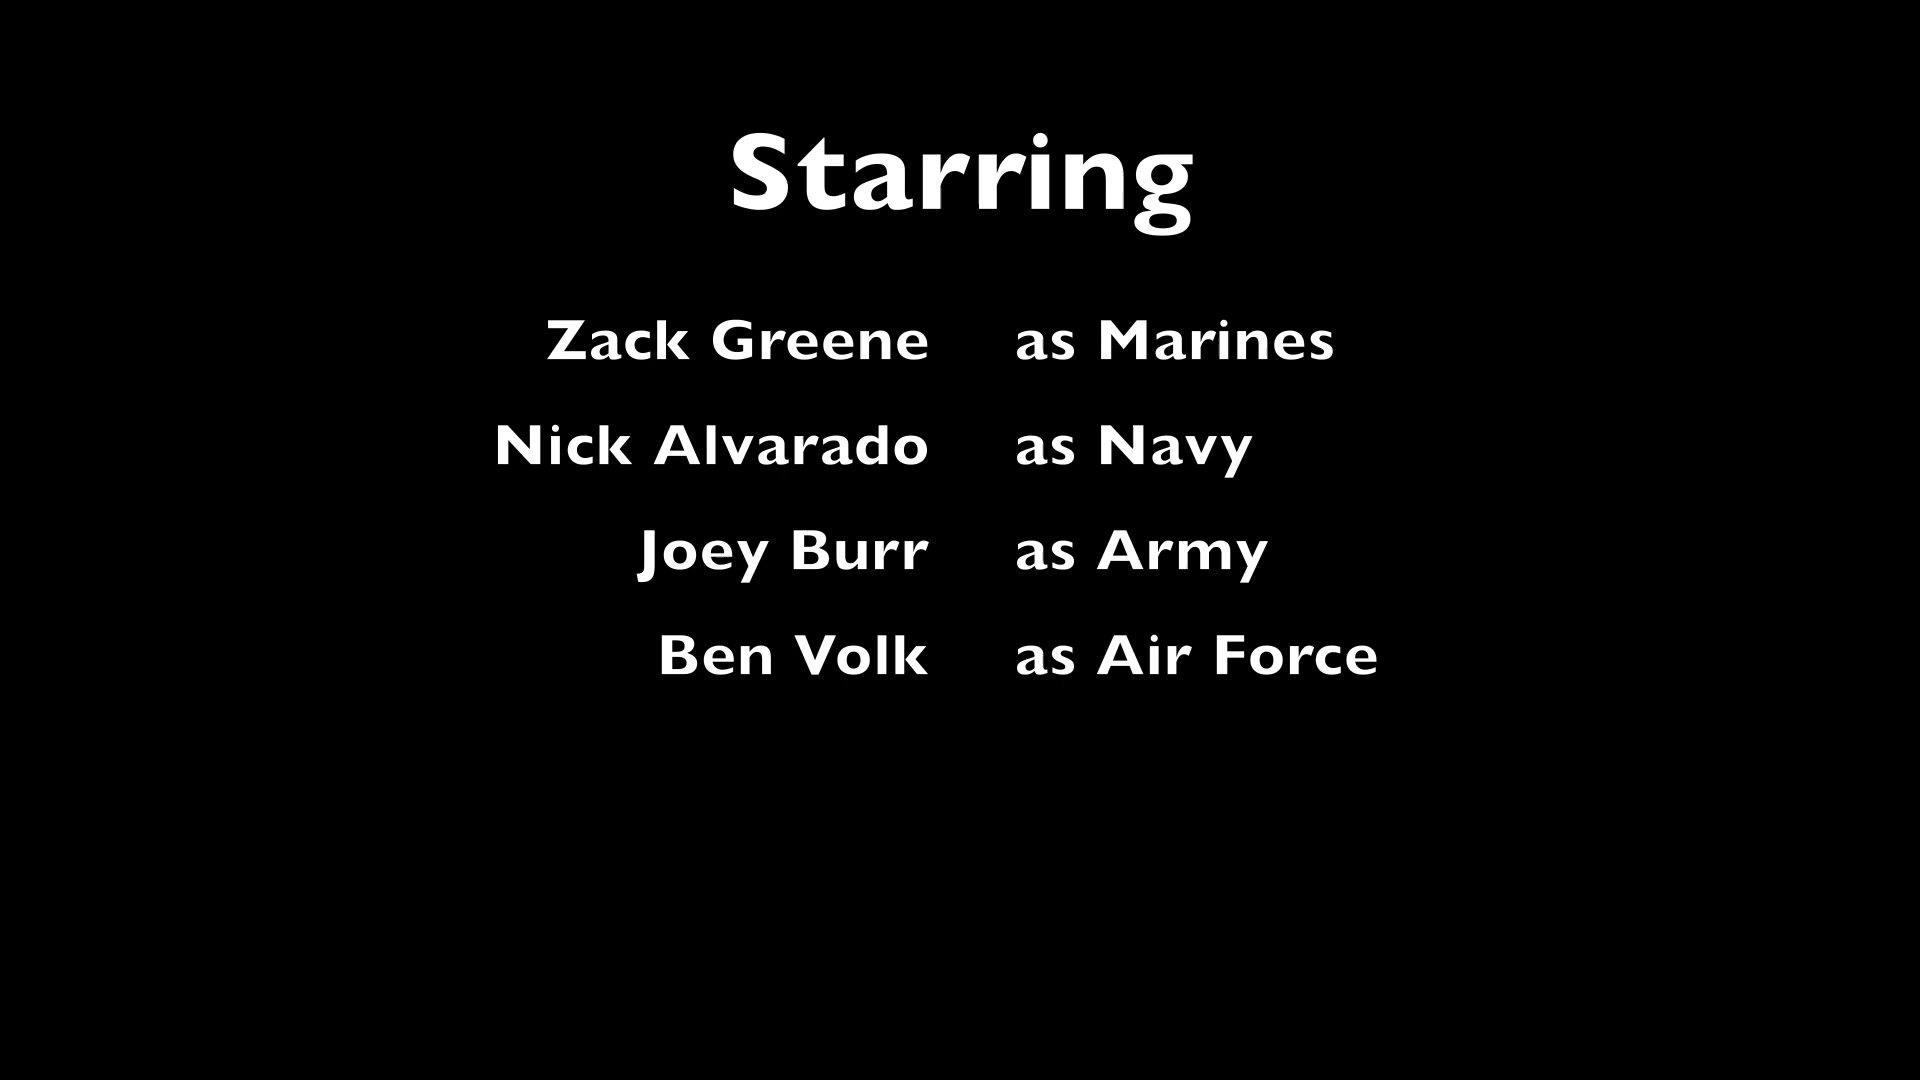 Starring
Zack Greene as Marines
Nick Alvarado as Navy
Joey Burr as Army
Ben Volk as Air Force